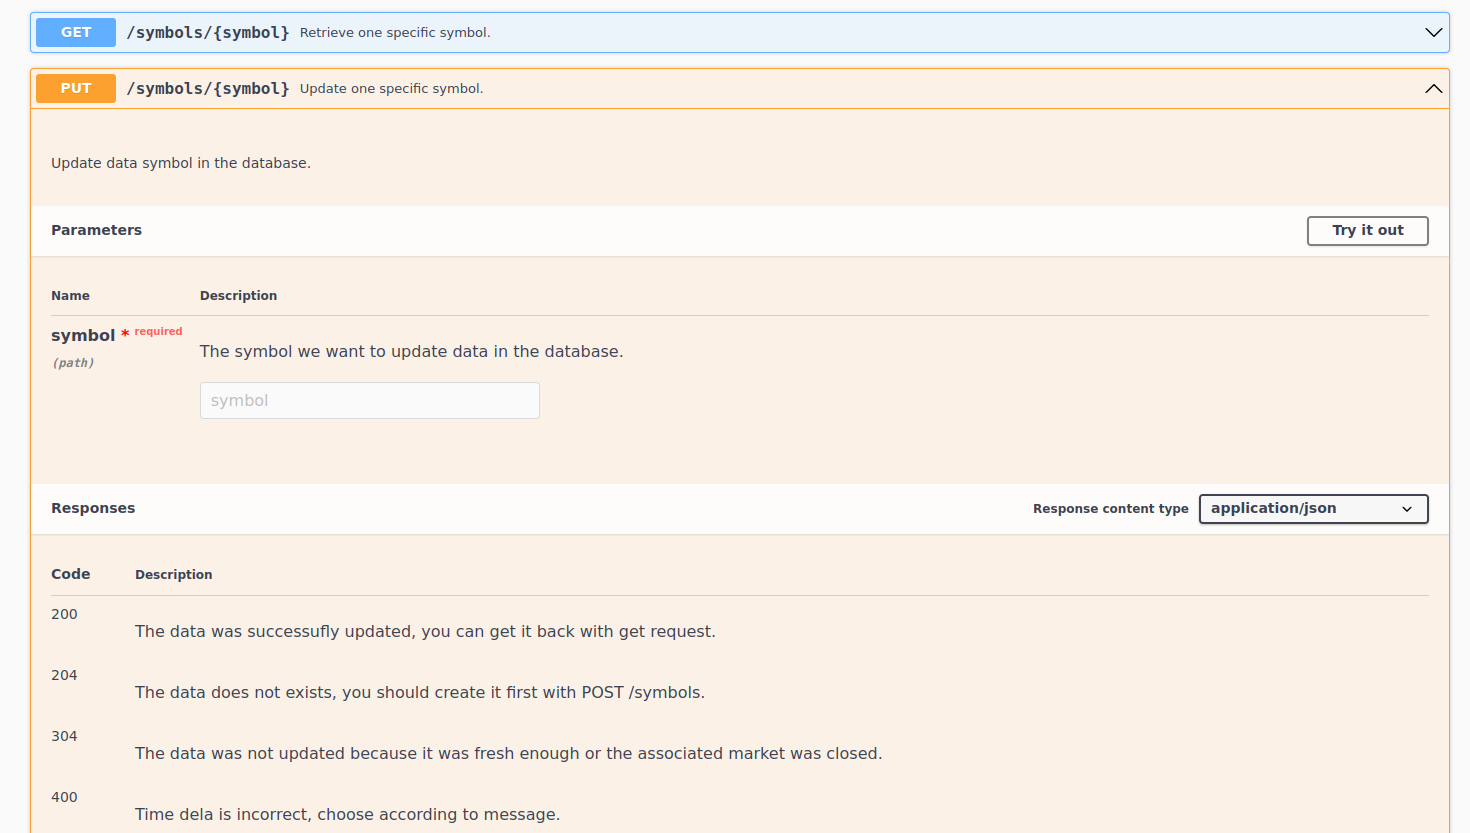 GET /symbols/{symbol} Retrieve one specific symbol.
PUT /symbols/{symbol} Update one specific symbol.
Update data symbol in the database.
Parameters Try it out
Name Description
symbol * required
(path)
The symbol we want to update data in the database.
symbol
Responses Response content type application/json
Code Description
200
The data was successufly updated, you can get it back with get request.
204
The data does not exists, you should create it first with POST /symbols.
304
The data was not updated because it was fresh enough or the associated market was closed.
400
Time dela is incorrect, choose according to message.